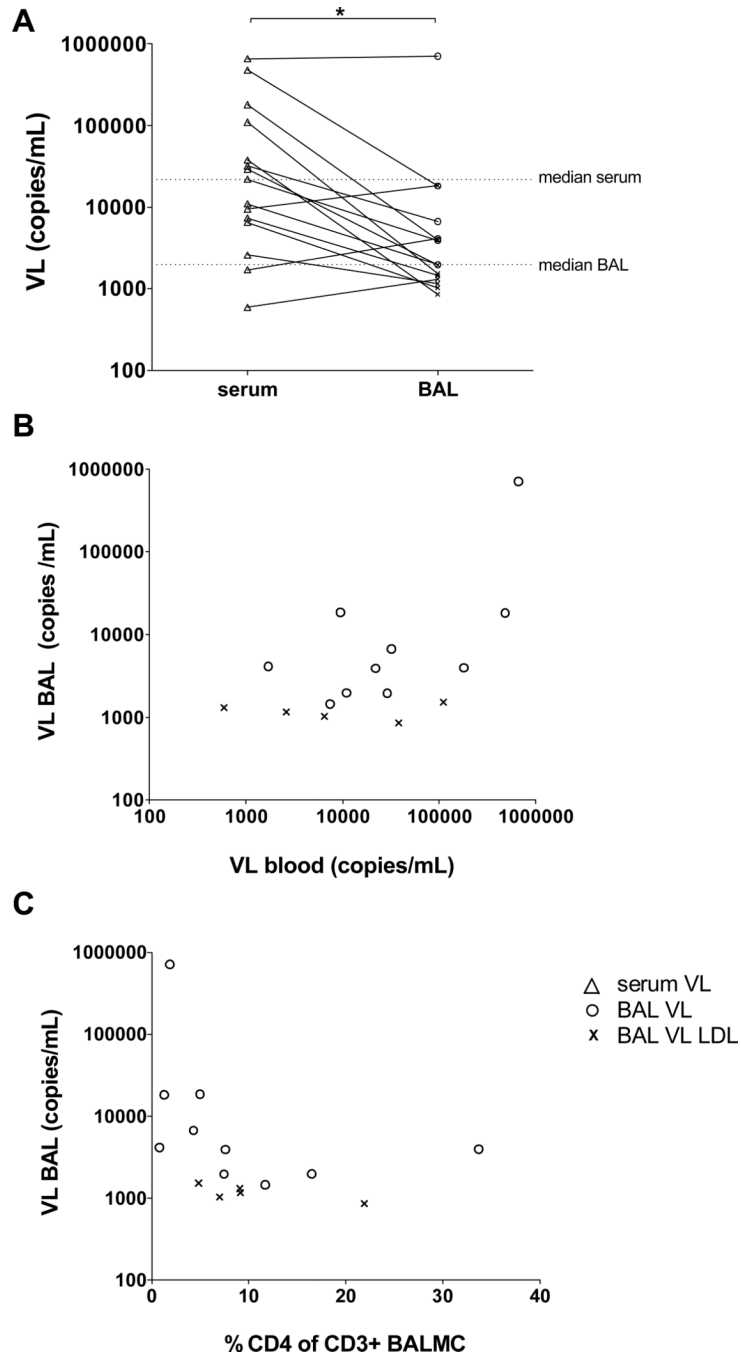 A
*
1000000
100000
10000
1000
100
VL (copies/mL)
median serum
median BAL
serum BAL
B
1000000
100000
10000
1000
100
VL BAL (copies /mL)
100 1000 10000 100000 1000000
VL blood (copies/mL)
C
1000000
100000
10000
1000
100
VL BAL (copies/mL)
0 10 20 30 40
% CD4 of CD3+ BALMC
serum VL
BAL VL
BAL VL LDL